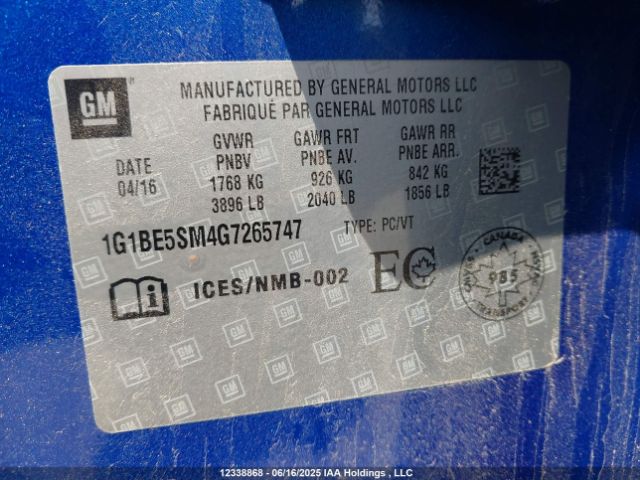 GM
MANUFACTURED BY GENERAL MOTORS LLC
FABRIQUÉ PAR GENERAL MOTORS LLC
DATE
04/16
GVWR
PNBV
1768 KG
3896 LB
GAWR FRT
PNBE AV.
926 KG
2040 LB
GAWR RR
PNBE ARR.
842 KG
1856 LB
1G1BE5SM4G7265747 TYPE: PC/VT
ICES/NMB-002
EC
CANADA
985
TRANSPORT
12338868 - 06/16/2025 IAA Holdings , LLC